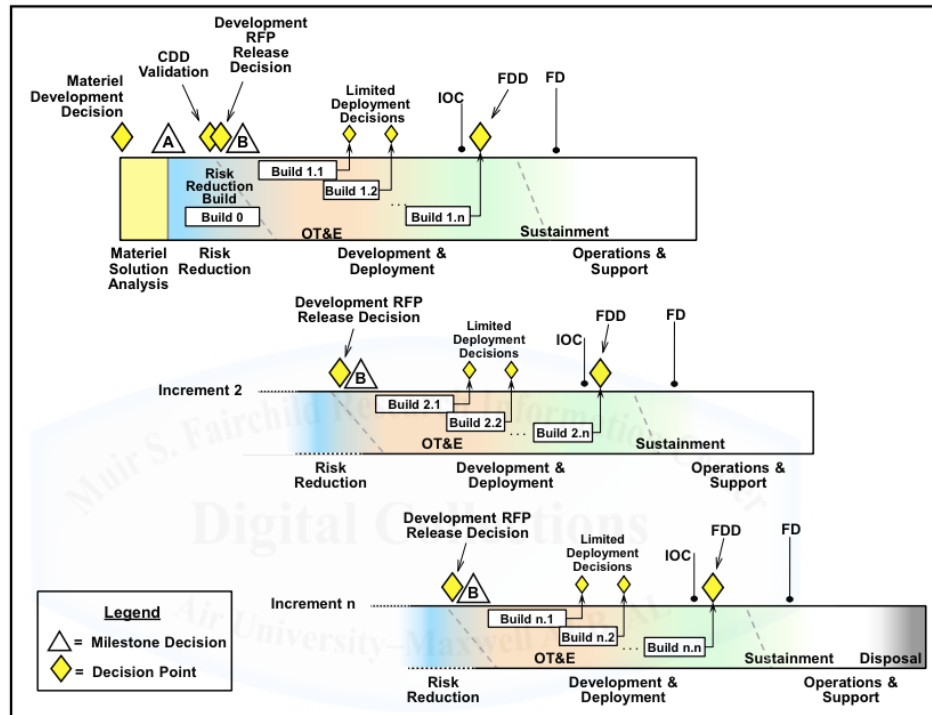 Development
RFP
Release
Decision
CDD
Validation
Materiel
Development
Decision
Limited
Deployment
Decisions
IOC
FDD
FD
A
B
Risk
Reduction
Build
Build 0
Build 1.1
Build 1.2
...
Build 1.n
OT&E
Sustainment
Materiel
Solution
Analysis
Risk
Reduction
Development &
Deployment
Operations &
Support
Development RFP
Release Decision
Limited
Deployment
Decisions
IOC
FDD
FD
B
Increment 2
Build 2.1
Build 2.2
...
Build 2.n
OT&E
Sustainment
Risk
Reduction
Development &
Deployment
Operations &
Support
Muir S. Fairchild Research Information Center
Digital Collections
Development RFP
Release Decision
Limited
Deployment
Decisions
IOC
FDD
FD
B
Increment n
Build n.1
Build n.2
...
Build n.n
OT&E
Sustainment
Disposal
Risk
Reduction
Development &
Deployment
Operations &
Support
Air University–Maxwell AFB, AL
Legend
= Milestone Decision
= Decision Point